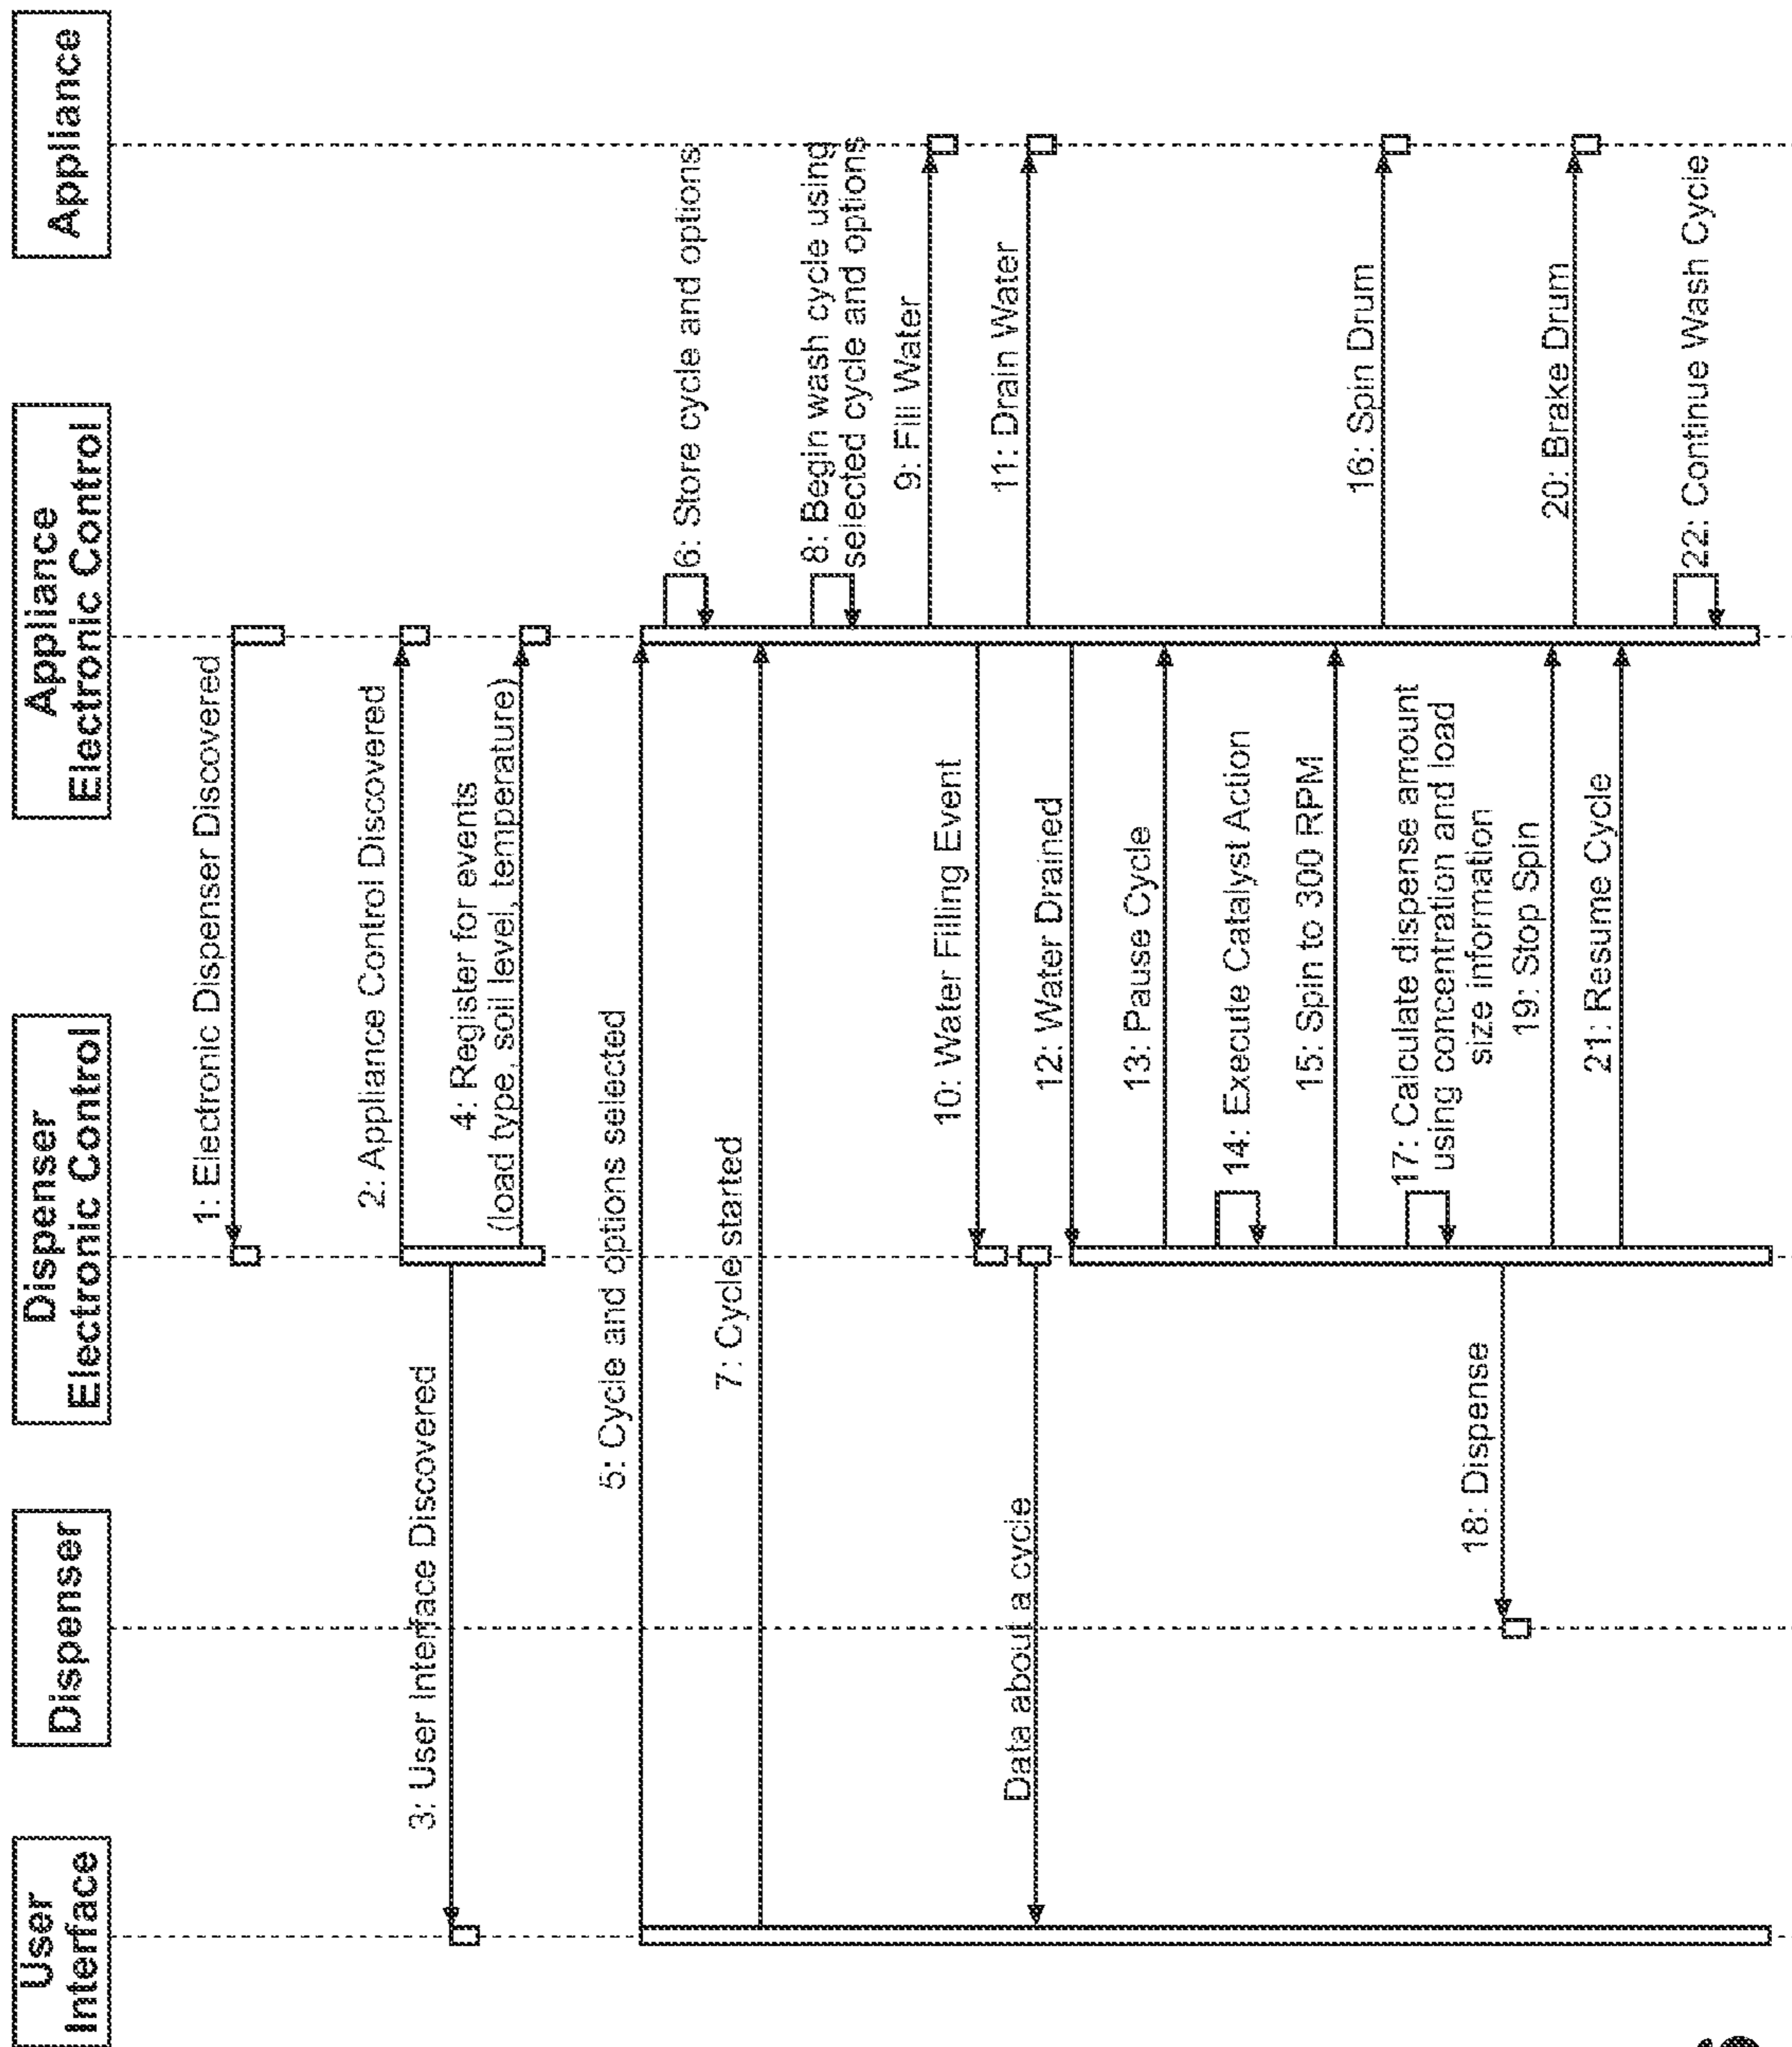 User
Interface
Dispenser
Dispenser
Electronic Control
Appliance
Electronic Control
Appliance
1: Electronic Dispenser Discovered
2: Appliance Control Discovered
3: User Interface Discovered
4: Register for events
(load type, soil level, temperature)
5: Cycle and options selected
6: Store cycle and options
7: Cycle started
8: Begin wash cycle using
selected cycle and options
9: Fill Water
10: Water Filling Event
11: Drain Water
Data about a cycle
12: Water Drained
13: Pause Cycle
14: Execute Catalyst Action
15: Spin to 300 RPM
16: Spin Drum
17: Calculate dispense amount
using concentration and load
size information
18: Dispense
19: Stop Spin
20: Brake Drum
21: Resume Cycle
22: Continue Wash Cycle